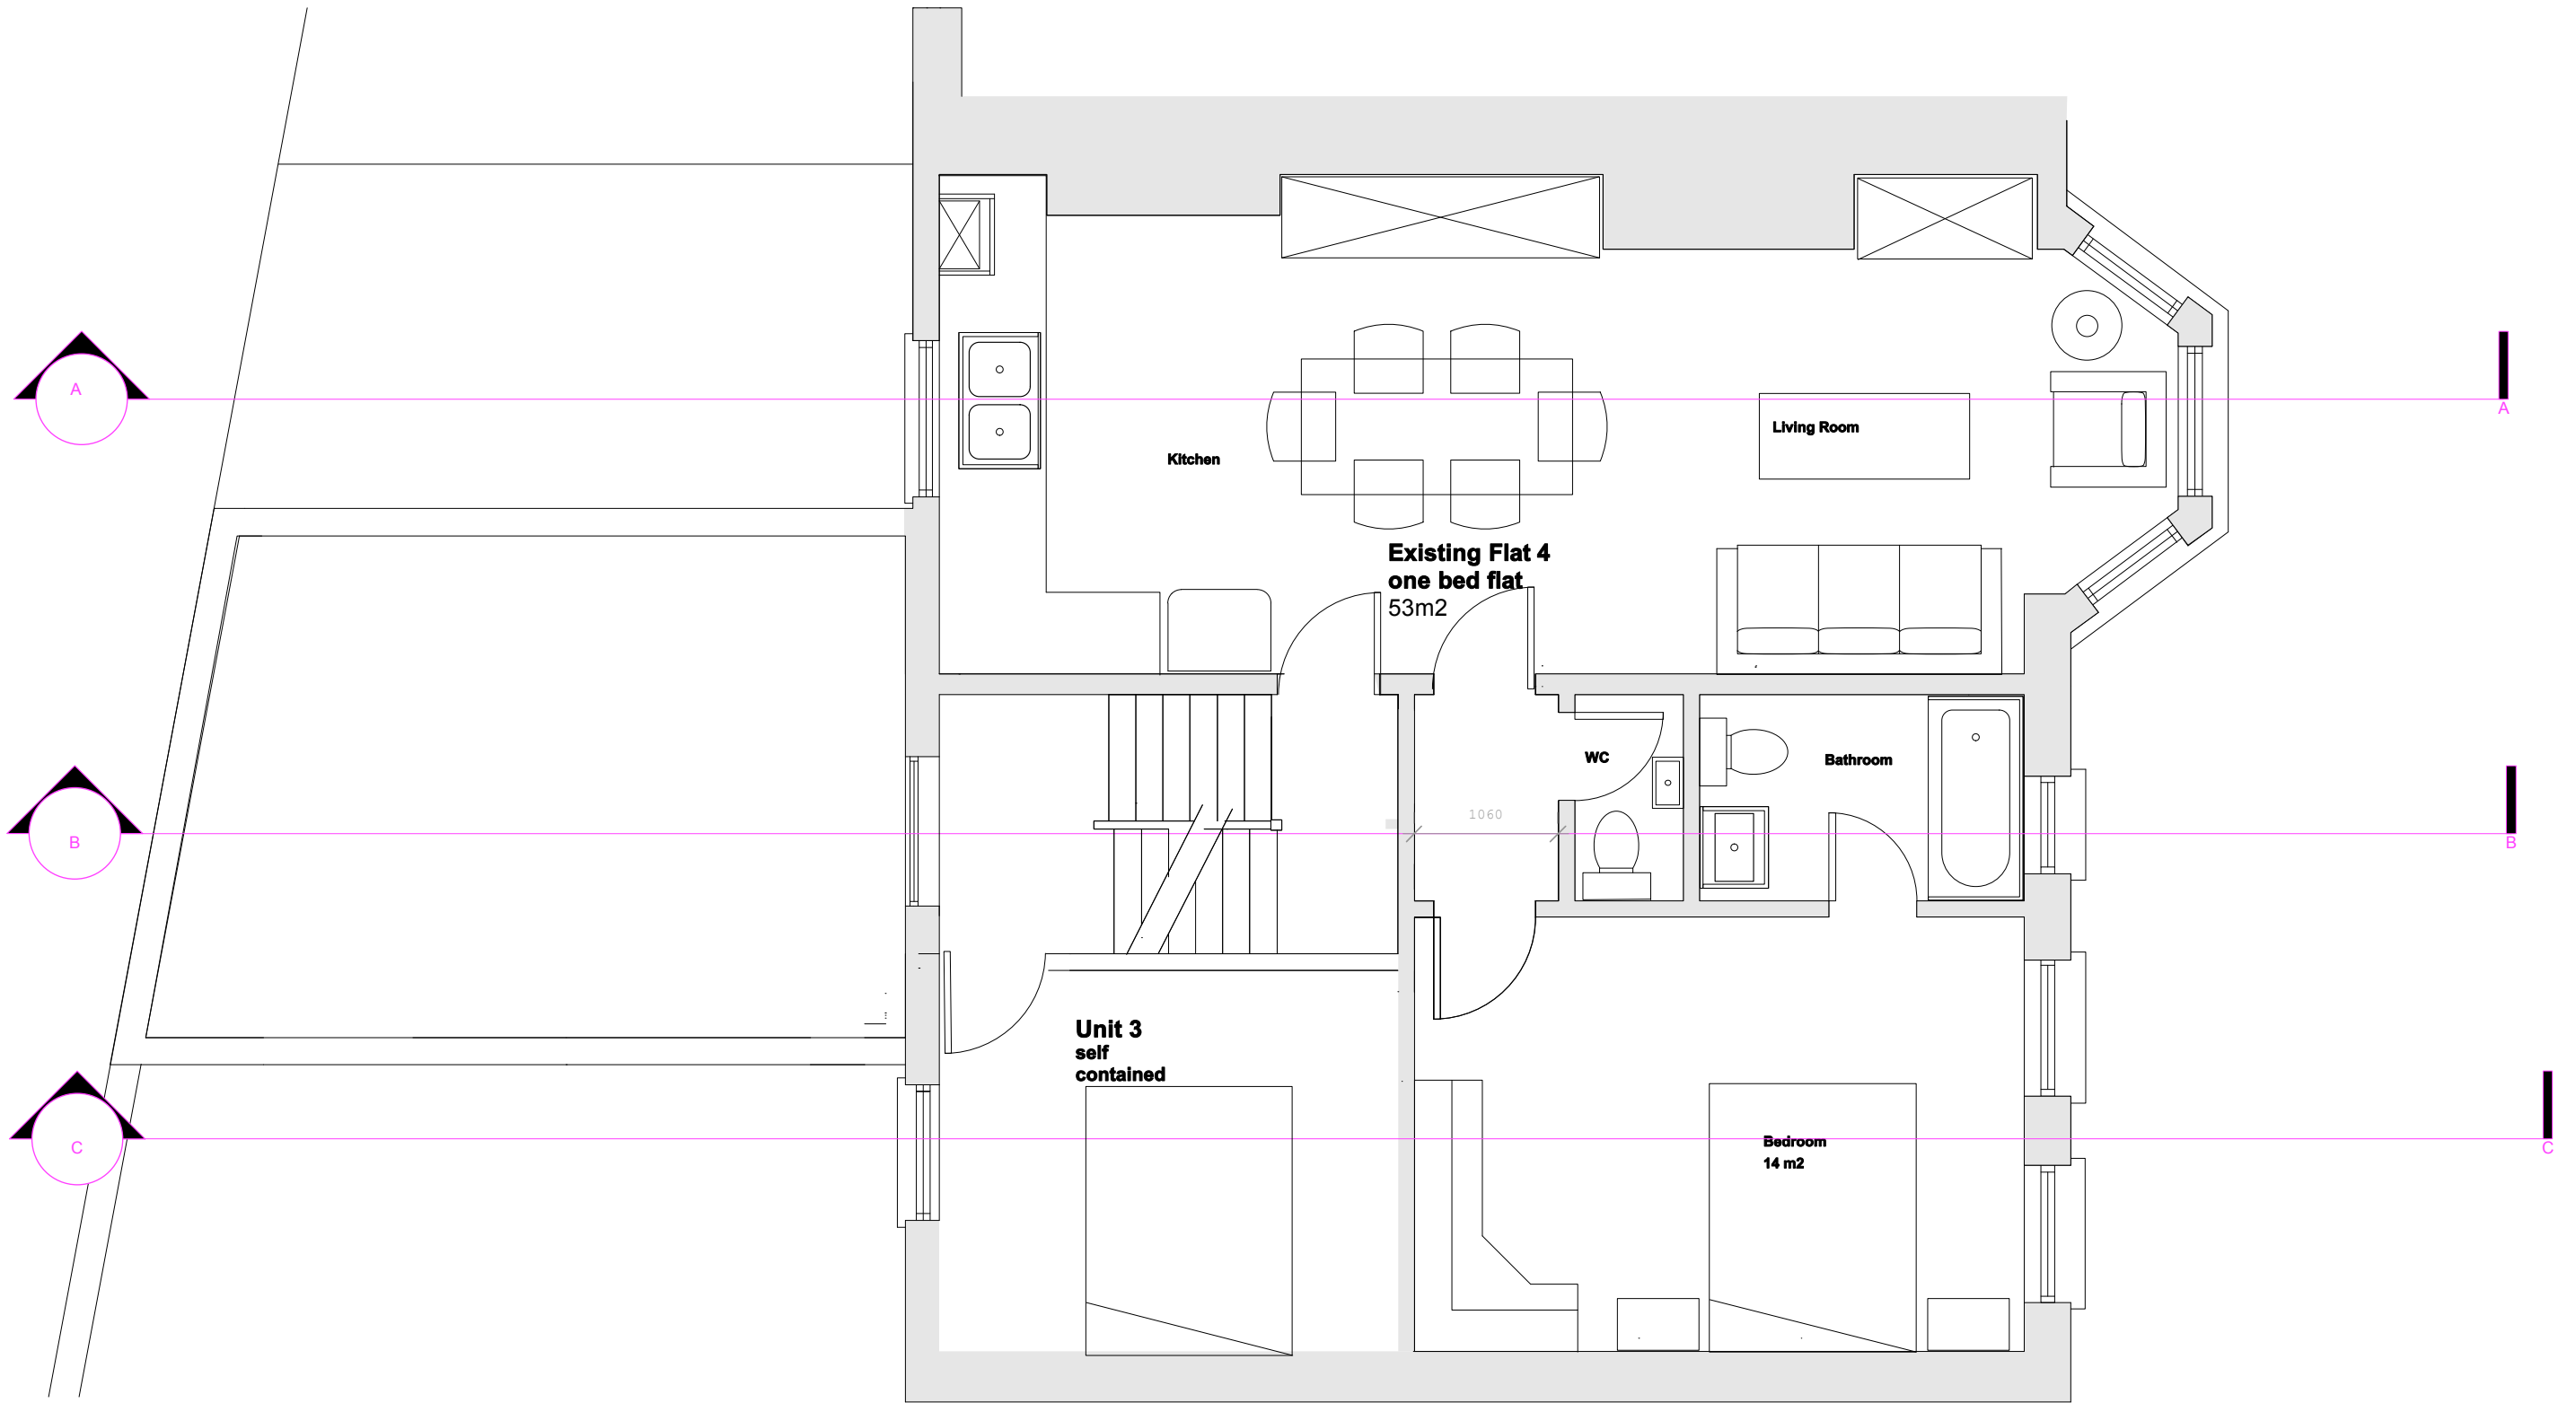 A
A
Living Room
Kitchen
Existing Flat 4
one bed flat
53m2
WC
Bathroom
1060
B
B
Unit 3
self
contained
Bedroom
14 m2
C
C